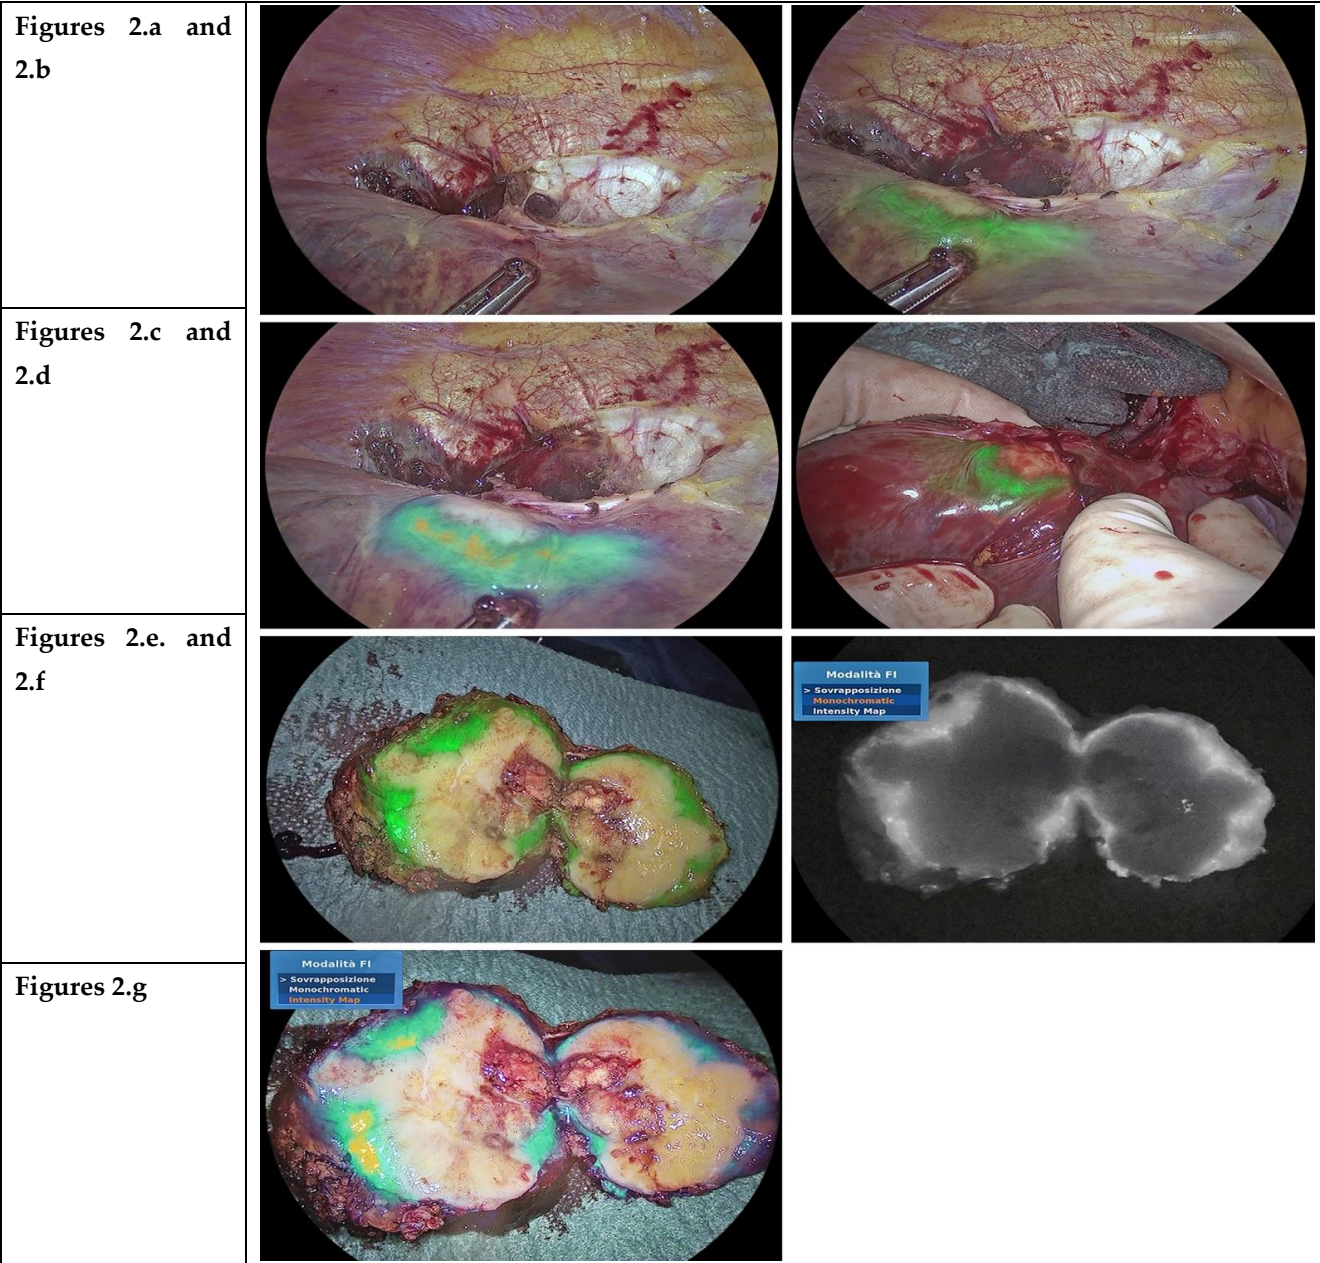 Figures 2.a and
2.b
Figures 2.c and
2.d
Figures 2.e. and
2.f
Modalità FI
> Sovrapposizione
Monochromatic
Intensity Map
Figures 2.g
Modalità FI
> Sovrapposizione
Monochromatic
Intensity Map